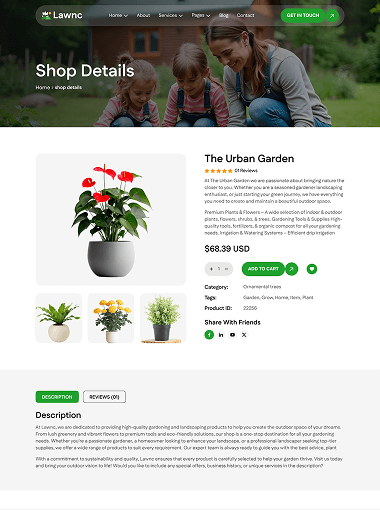 Lawnc
Home
About
Services
Pages
Blog
Contact
GET IN TOUCH
Shop Details
Home > shop details
The Urban Garden
01 Reviews
At The Urban Garden we are passionate about bringing nature the
closer to you. Whether you are a seasoned gardener landscaping
enthusiast, or just starting your green journey, we have everything
you need to create and maintain a beautiful outdoor space.
Premium Plants & Flowers – A wide selection of indoor & outdoor
plants, flowers, shrubs, & trees. Gardening Tools & Supplies High-
quality tools, fertilizers, & organic compost for all your gardening
needs. Irrigation & Watering Systems – Efficient drip irrigation
$68.39 USD
+ 1 −
ADD TO CART
Category: Ornamental trees
Tags: Garden, Grow, Home, Item, Plant
Product ID: 22256
Share With Friends
DESCRIPTION
REVIEWS (01)
Description
At Lawnc, we are dedicated to providing high-quality gardening and landscaping products to help you create the outdoor space of your dreams.
From lush greenery and vibrant flowers to premium tools and eco-friendly solutions, our shop is a one-stop destination for all your gardening
needs. Whether you're a passionate gardener, a homeowner looking to enhance your landscape, or a professional landscaper seeking top-tier
supplies, we offer a wide range of products to suit every outdoor project. Our expert team is always ready to guide you with the best advice, plant
With a commitment to sustainability and quality, Lawnc ensures that every product is carefully selected to help your garden thrive. Visit us today
and bring your outdoor vision to life! Would you like to include any special offers, business history, or unique services in the description?